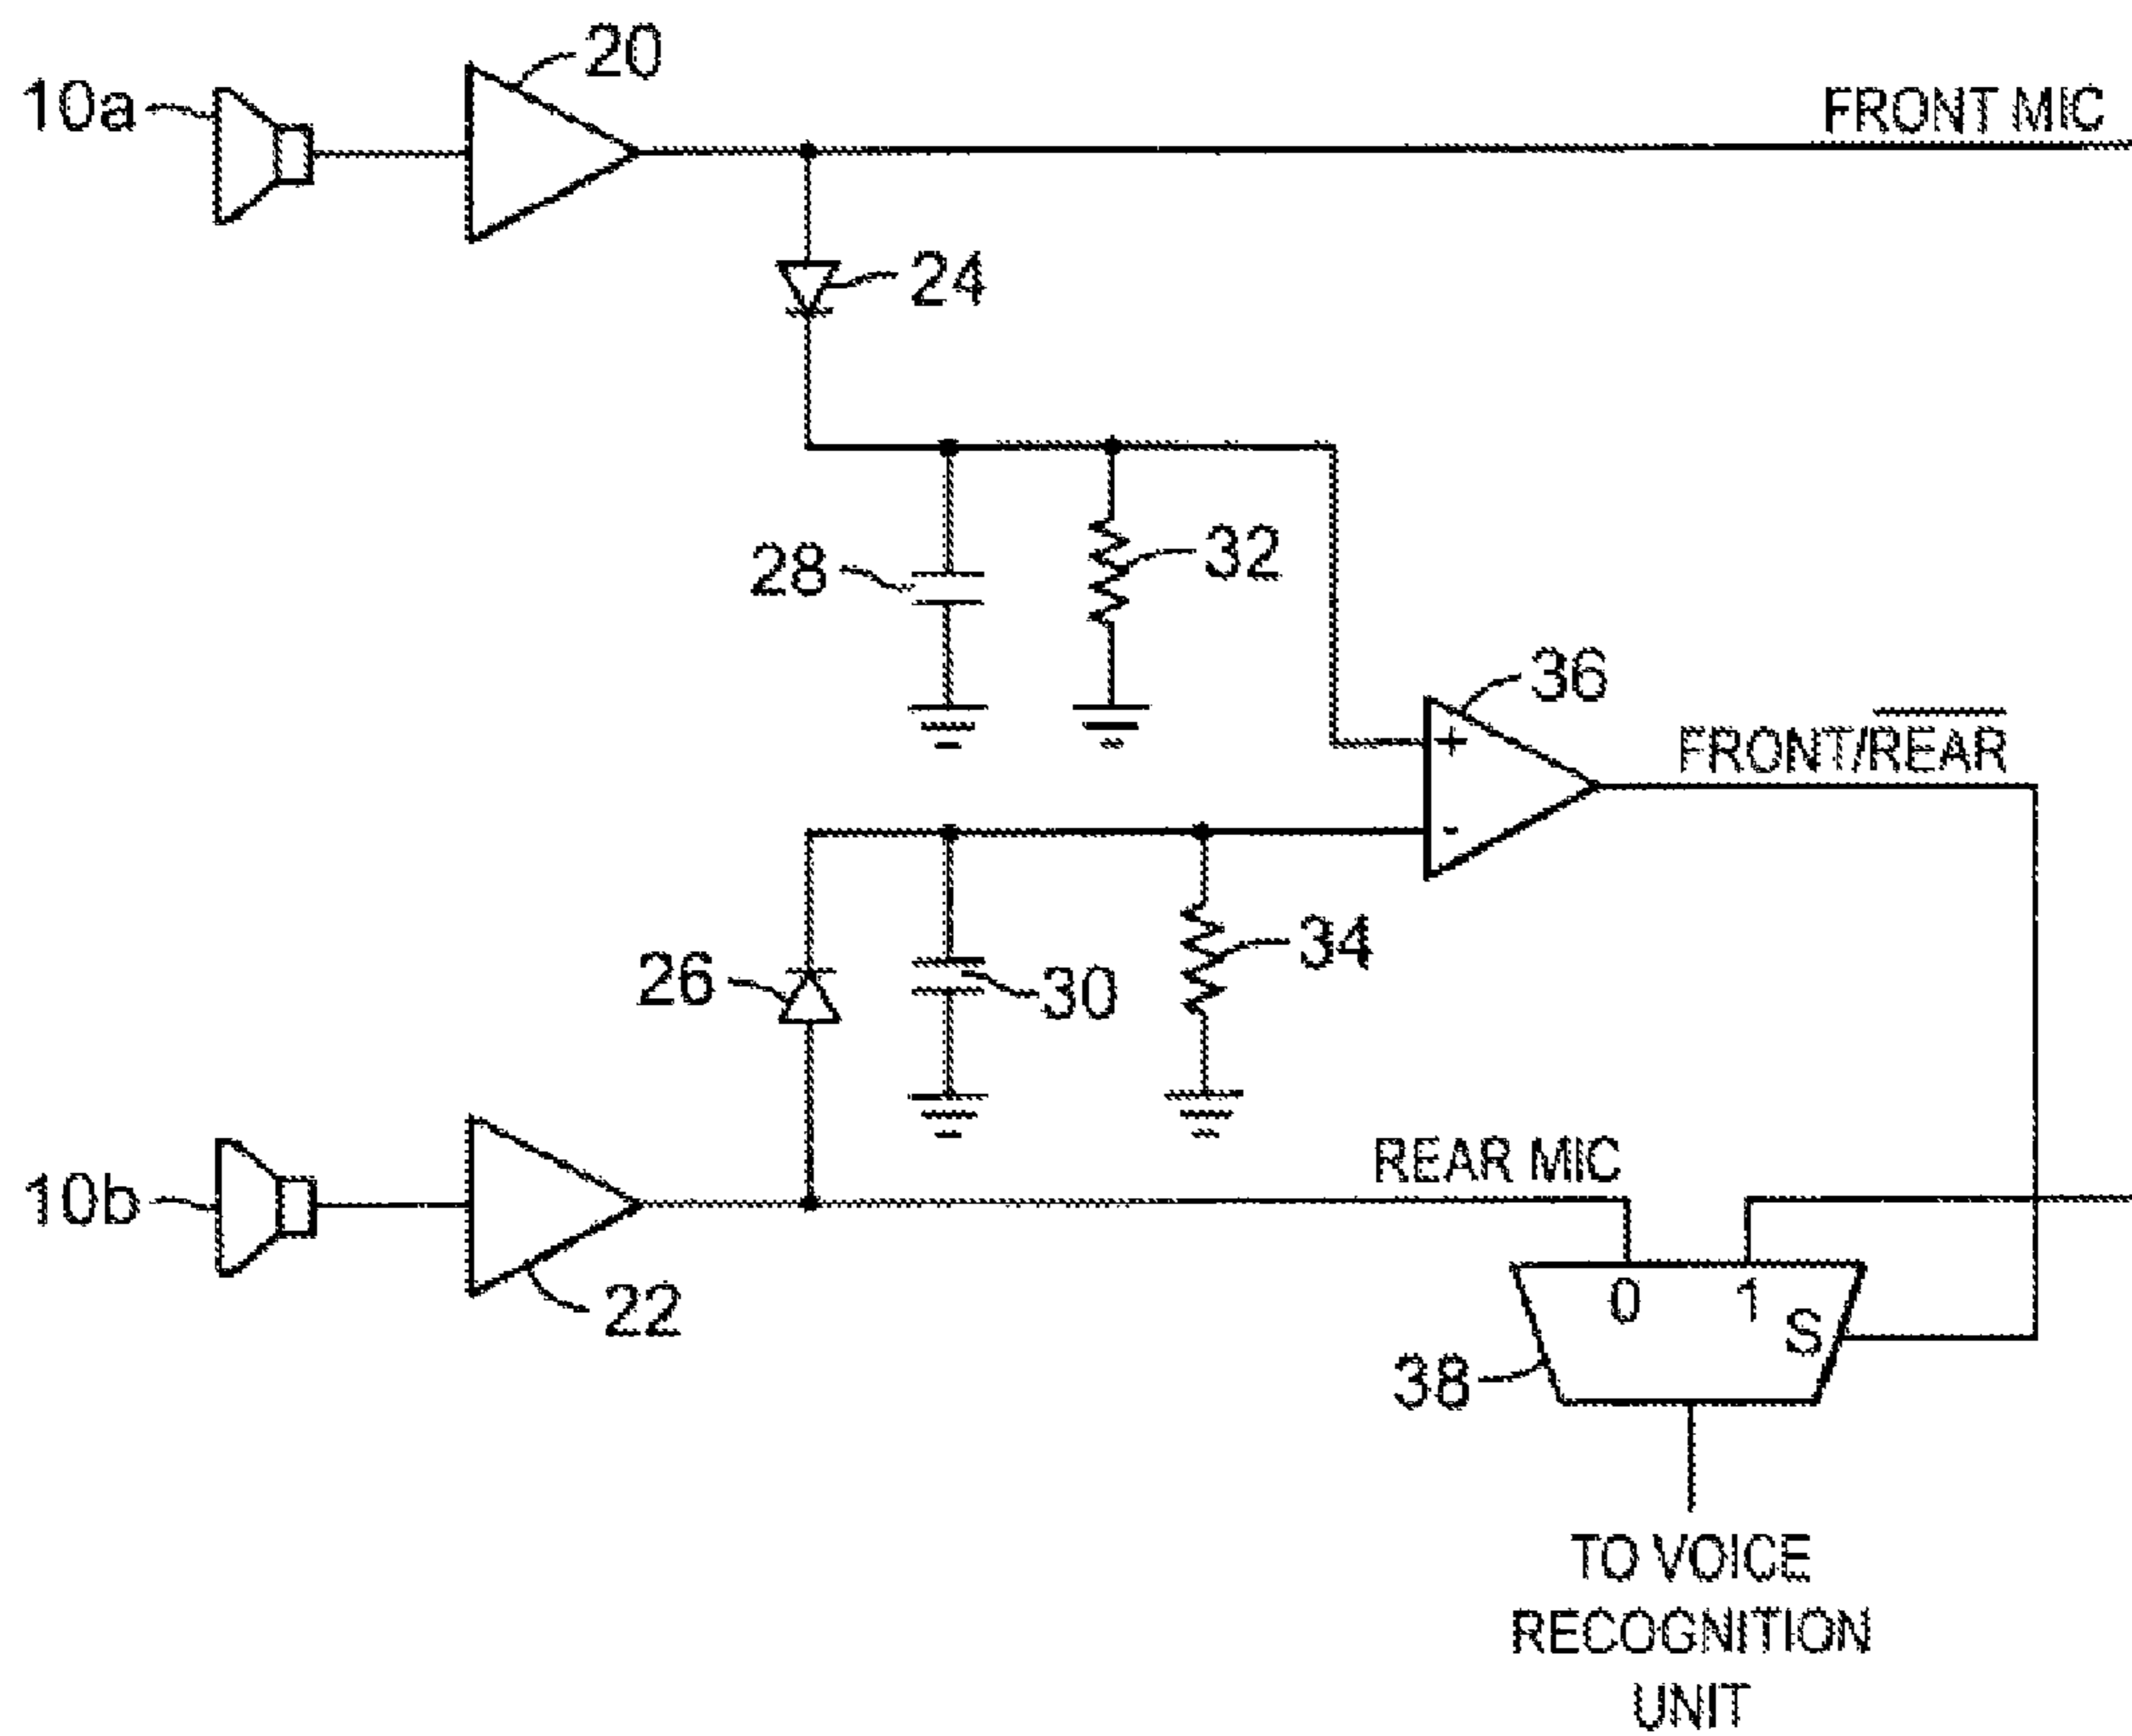 20
10a
FRONT MIC
24
28
32
36
+
FRONT/REAR
-
34
26
30
REAR MIC
10b
22
0 1
S
38
TO VOICE
RECOGNITION
UNIT